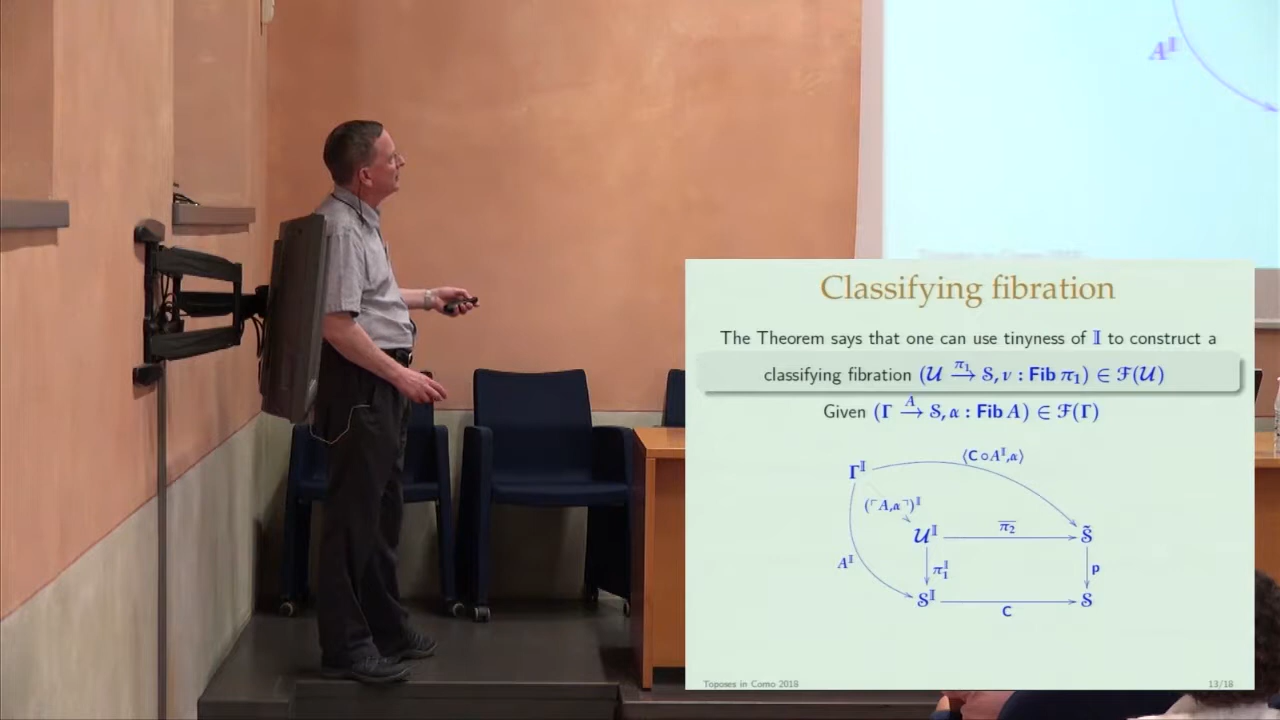 A^𝕀
Classifying fibration
The Theorem says that one can use tinyness of 𝕀 to construct a
classifying fibration (𝒰 —π₁→ 𝒮, ν : Fib π₁) ∈ ℱ(𝒰)
Given (Γ —A→ 𝒮, α : Fib A) ∈ ℱ(Γ)
⟨C ∘ A^𝕀, α⟩
Γ^𝕀
(⌜A, α⌝)^𝕀
π̅₂
𝒰^𝕀 𝒮̃
A^𝕀 π₁^𝕀 p
𝒮^𝕀 𝒮
C
Toposes in Como 2018 13/18